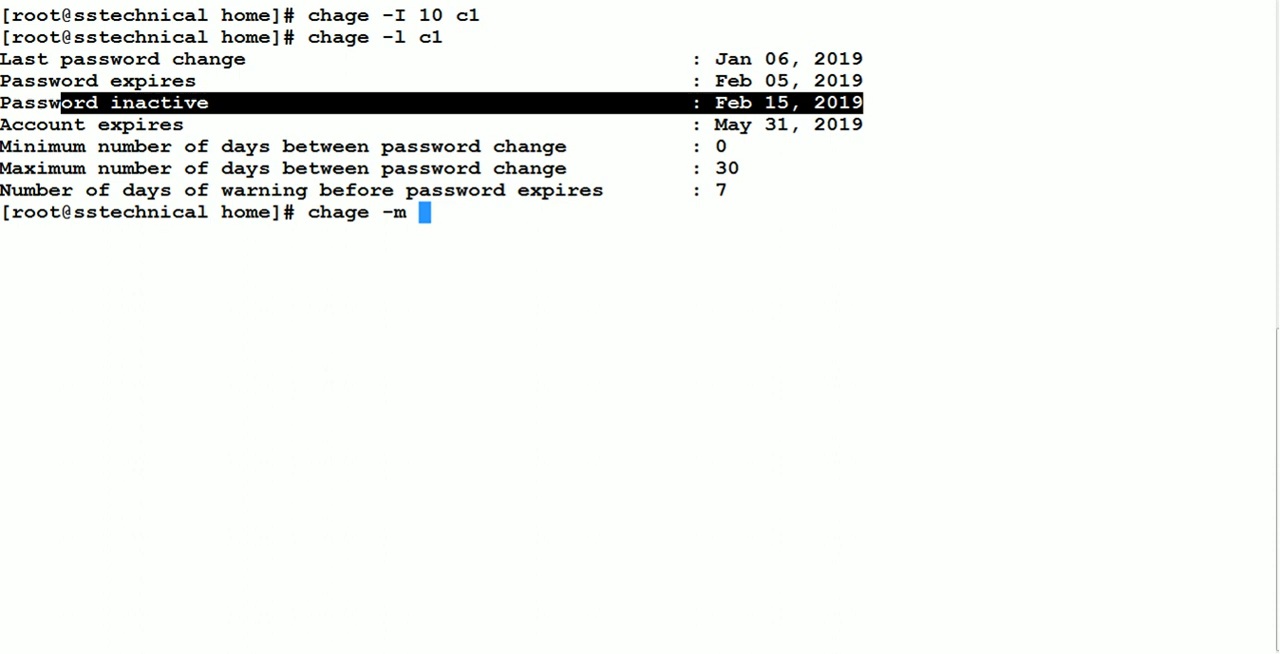 [root@sstechnical home]# chage -I 10 c1
[root@sstechnical home]# chage -l c1
Last password change : Jan 06, 2019
Password expires : Feb 05, 2019
Password inactive : Feb 15, 2019
Account expires : May 31, 2019
Minimum number of days between password change : 0
Maximum number of days between password change : 30
Number of days of warning before password expires : 7
[root@sstechnical home]# chage -m